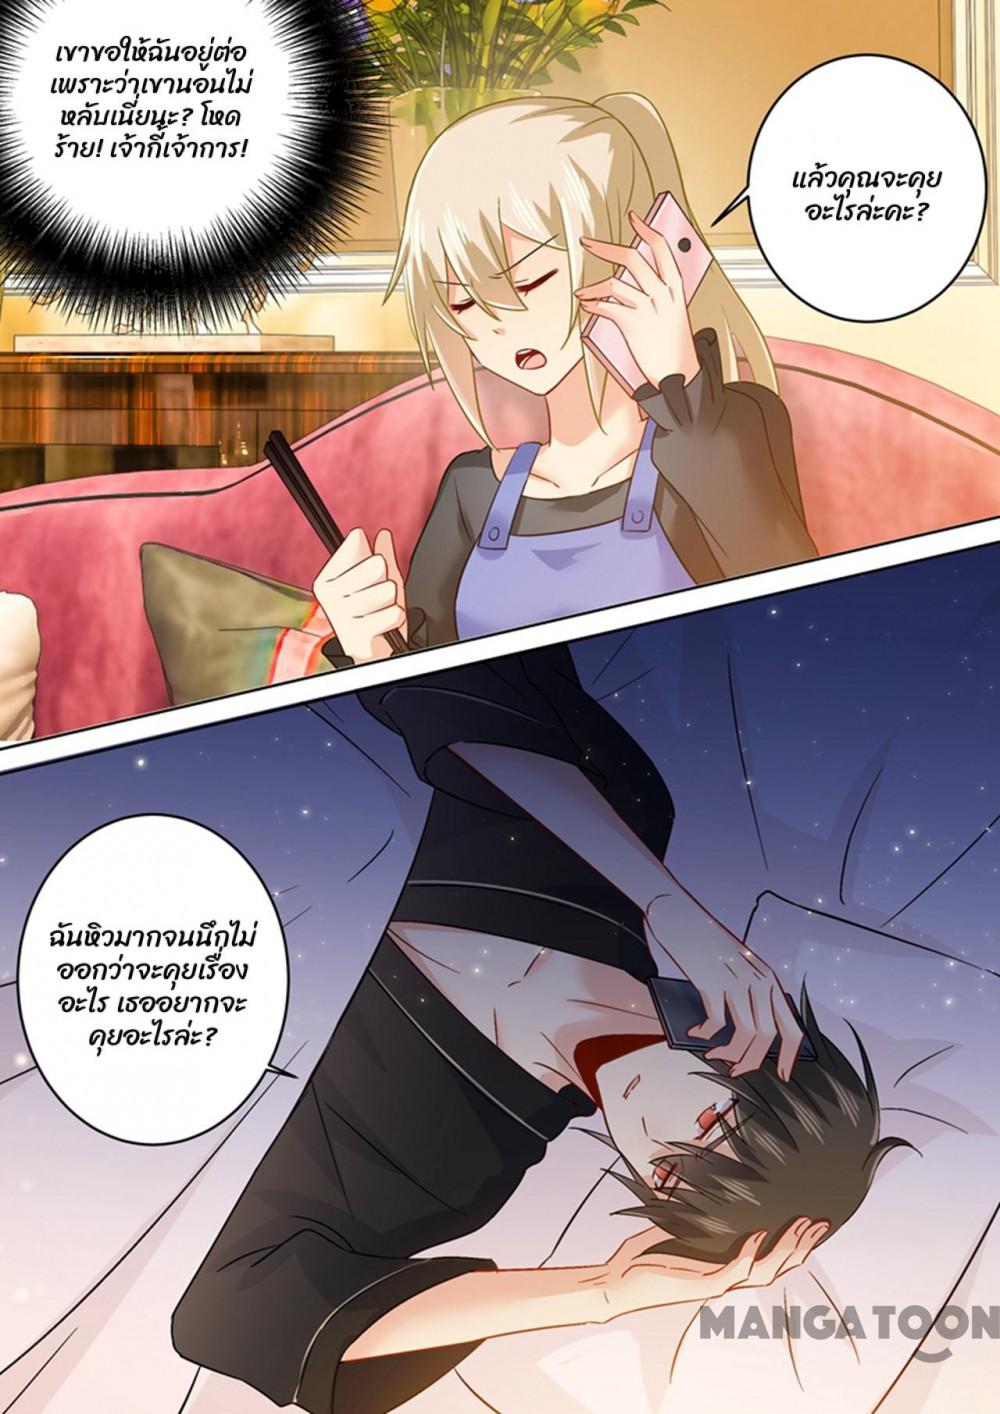 เขาขอให้ฉันอยู่ต่อ
เพราะว่าเขานอนไม่
หลับเนี่ยนะ? โหด
ร้าย! เจ้ากี้เจ้าการ!
แล้วคุณจะคุย
อะไรล่ะคะ?
ฉันหิวมากจนนึกไม่
ออกว่าจะคุยเรื่อง
อะไร เธออยากจะ
คุยอะไรล่ะ?
MANGATOON